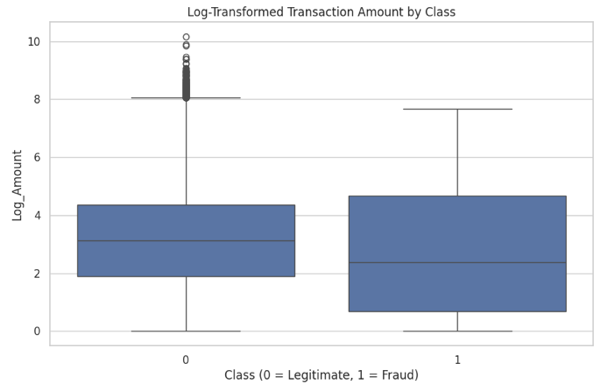 Log-Transformed Transaction Amount by Class
10
8
6
4
2
0
Log_Amount
0
1
Class (0 = Legitimate, 1 = Fraud)